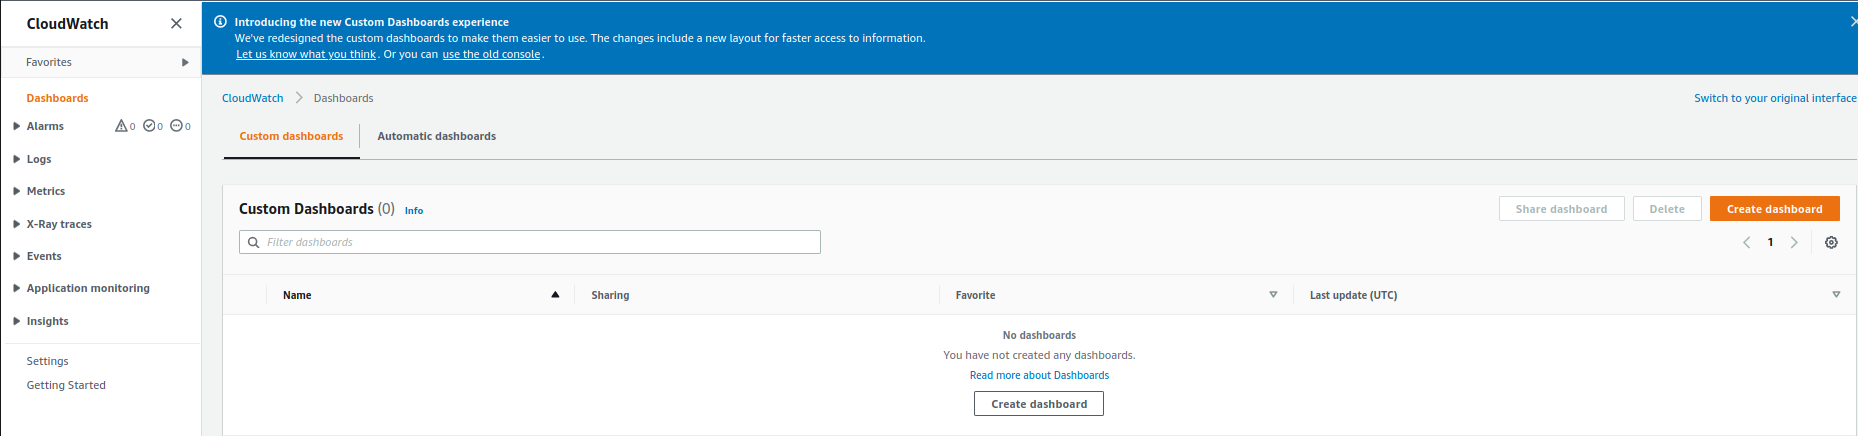 CloudWatch
Favorites
Dashboards
Alarms 0 0 0
Logs
Metrics
X-Ray traces
Events
Application monitoring
Insights
Settings
Getting Started
Introducing the new Custom Dashboards experience
We've redesigned the custom dashboards to make them easier to use. The changes include a new layout for faster access to information.
Let us know what you think. Or you can use the old console.
CloudWatch Dashboards
Switch to your original interface
Custom dashboards Automatic dashboards
Custom Dashboards (0) Info
Share dashboard Delete Create dashboard
Filter dashboards
1
Name Sharing Favorite Last update (UTC)
No dashboards
You have not created any dashboards.
Read more about Dashboards
Create dashboard